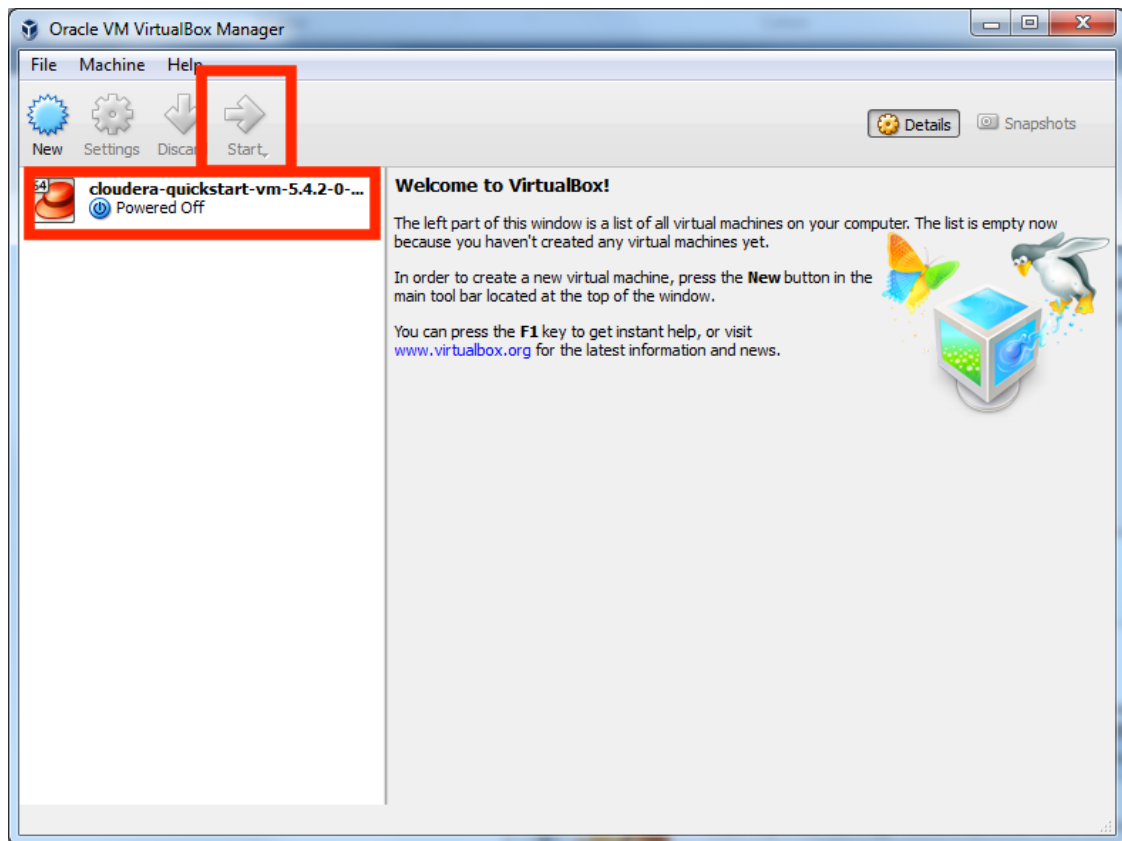 Oracle VM VirtualBox Manager
File Machine Help
New Settings Discar Start
Details Snapshots
64
cloudera-quickstart-vm-5.4.2-0-...
Powered Off
Welcome to VirtualBox!
The left part of this window is a list of all virtual machines on your computer. The list is empty now
because you haven't created any virtual machines yet.
In order to create a new virtual machine, press the New button in the
main tool bar located at the top of the window.
You can press the F1 key to get instant help, or visit
www.virtualbox.org for the latest information and news.